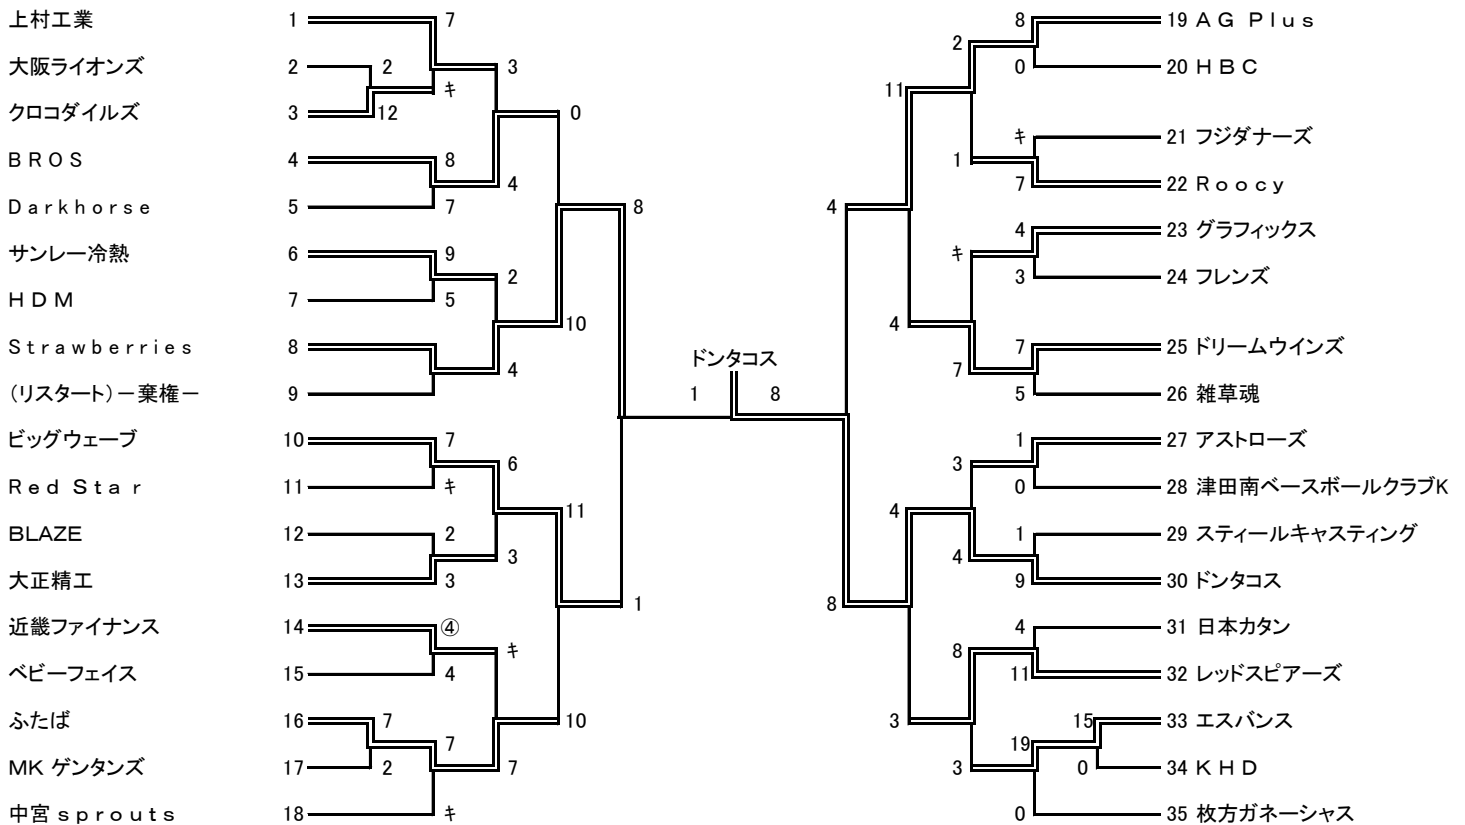 上村工業 1 7 8 19 ＡＧ Ｐｌｕｓ
2
大阪ライオンズ 2 2 3 0 20 ＨＢＣ
キ 11
クロコダイルズ 3 12 0
キ 21 フジダナーズ
ＢＲＯＳ 4 8 1
4 7 22 Ｒｏｏｃｙ
Ｄａｒｋｈｏｒｓｅ 5 7 8 4
4 23 グラフィックス
サンレー冷熱 6 9 キ
2 3 24 フレンズ
ＨＤＭ 7 5
10 4
Ｓｔｒａｗｂｅｒｒｉｅｓ 8 7 25 ドリームウインズ
ドンタコス
4 7
（リスタート）－棄権－ 9 1 8 5 26 雑草魂
ビッグウェーブ 10 7 1 27 アストローズ
6 3
Ｒｅｄ Ｓｔａｒ 11 キ 0 28 津田南ベースボールクラブK
11 4
BLAZE 12 2 1 29 スティールキャスティング
3 4
大正精工 13 3 9 30 ドンタコス
1 8
近畿ファイナンス 14 ④ 4 31 日本カタン
キ 8
ベビーフェイス 15 4 11 32 レッドスピアーズ
ふたば 16 7 10 3 15 33 エスバンス
7 19
MK ゲンタンズ 17 2 7 3 0 34 ＫＨＤ
中宮ｓｐｒｏｕｔｓ 18 キ 0 35 枚方ガネーシャス